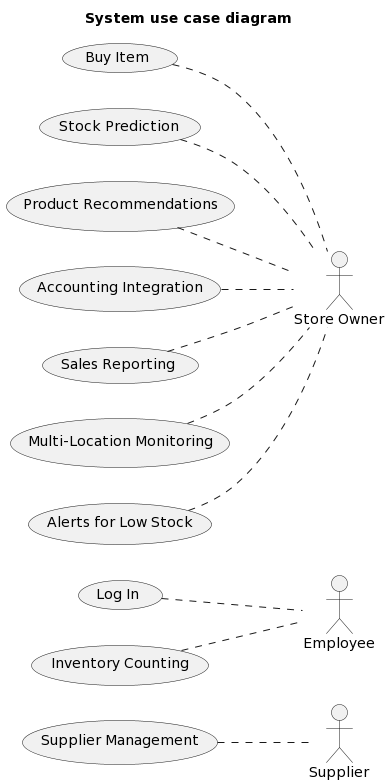 System use case diagram
Buy Item
Stock Prediction
Product Recommendations
Accounting Integration
Store Owner
Sales Reporting
Multi-Location Monitoring
Alerts for Low Stock
Log In
Employee
Inventory Counting
Supplier Management
Supplier